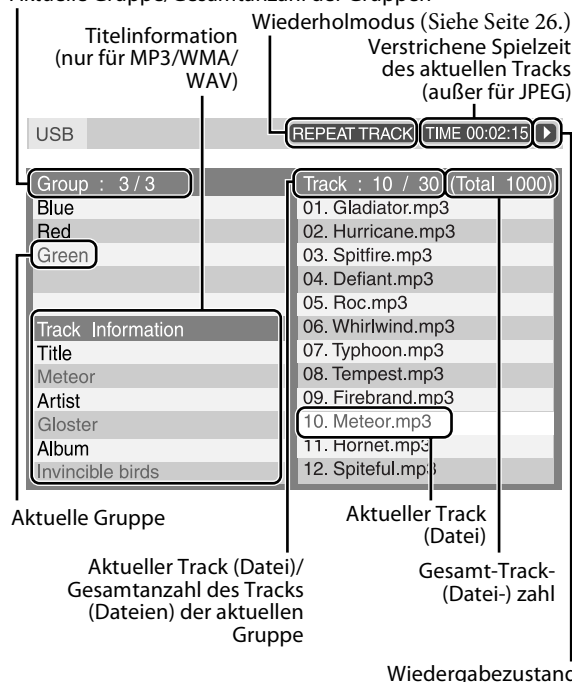 Aktuelle Gruppe/Gesamtanzahl der Gruppen
Wiederholmodus (Siehe Seite 26.)
Titelinformation
(nur für MP3/WMA/
WAV)
Verstrichene Spielzeit
des aktuellen Tracks
(außer für JPEG)
USB
REPEAT TRACK
TIME 00:02:15
Group : 3 / 3
Blue
Red
Green
Track Information
Title
Meteor
Artist
Gloster
Album
Invincible birds
Track : 10 / 30 (Total 1000)
01. Gladiator.mp3
02. Hurricane.mp3
03. Spitfire.mp3
04. Defiant.mp3
05. Roc.mp3
06. Whirlwind.mp3
07. Typhoon.mp3
08. Tempest.mp3
09. Firebrand.mp3
10. Meteor.mp3
11. Hornet.mp3
12. Spiteful.mp3
Aktuelle Gruppe
Aktueller Track
(Datei)
Aktueller Track (Datei)/
Gesamtanzahl des Tracks
(Dateien) der aktuellen
Gruppe
Gesamt-Track-
(Datei-) zahl
Wiedergabezustand